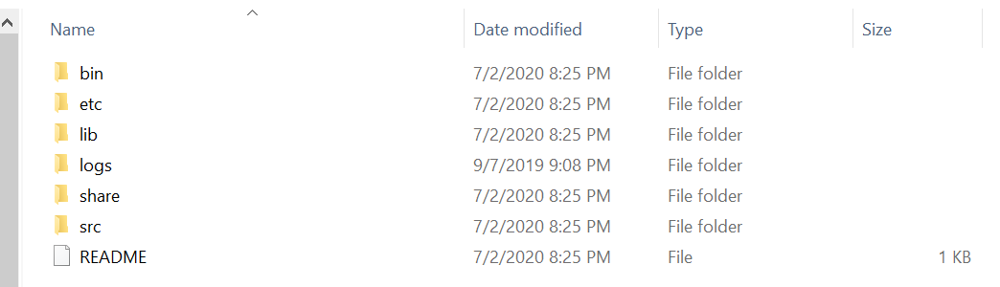 Name Date modified Type Size
bin 7/2/2020 8:25 PM File folder
etc 7/2/2020 8:25 PM File folder
lib 7/2/2020 8:25 PM File folder
logs 9/7/2019 9:08 PM File folder
share 7/2/2020 8:25 PM File folder
src 7/2/2020 8:25 PM File folder
README 7/2/2020 8:25 PM File 1 KB